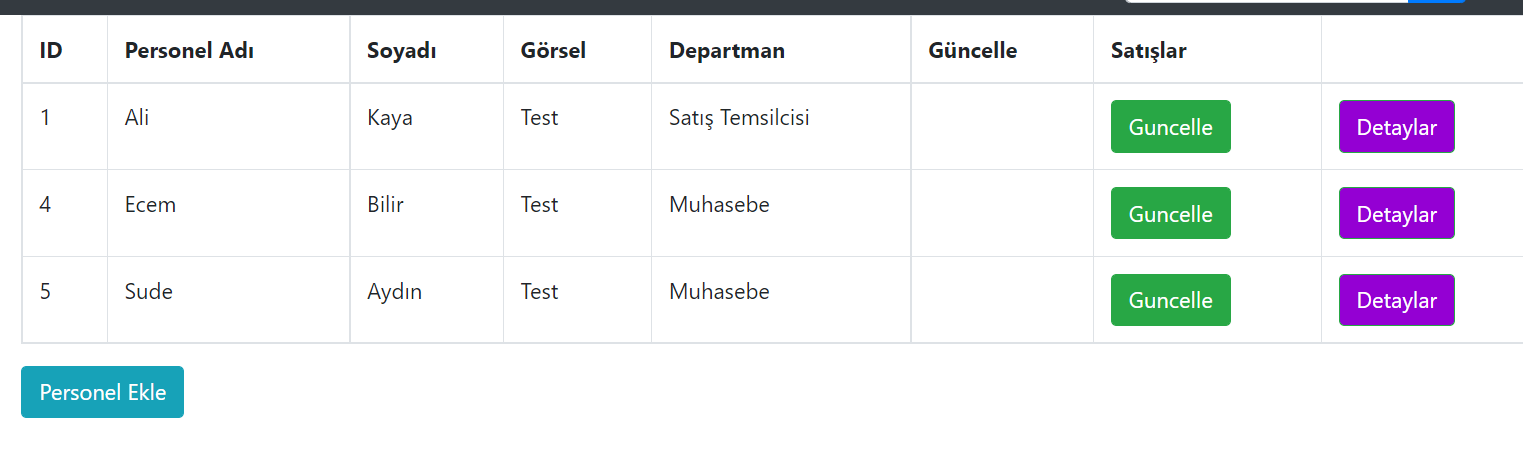 ID Personel Adı Soyadı Görsel Departman Güncelle Satışlar
1 Ali Kaya Test Satış Temsilcisi Guncelle Detaylar
4 Ecem Bilir Test Muhasebe Guncelle Detaylar
5 Sude Aydın Test Muhasebe Guncelle Detaylar
Personel Ekle